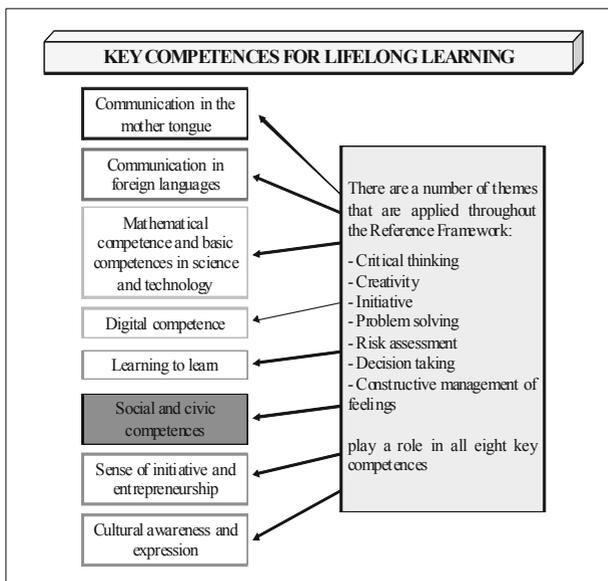 KEY COMPETENCES FOR LIFELONG LEARNING
Communication in the
mother tongue
Communication in
foreign languages
Mathematical
competence and basic
competences in science
and technology
Digital competence
Learning to learn
Social and civic
competences
Sense of initiative and
entrepreneurship
Cultural awareness and
expression
There are a number of themes
that are applied throughout
the Reference Framework:
- Critical thinking
- Creativity
- Initiative
- Problem solving
- Risk assessment
- Decision taking
- Constructive management of
feelings
play a role in all eight key
competences